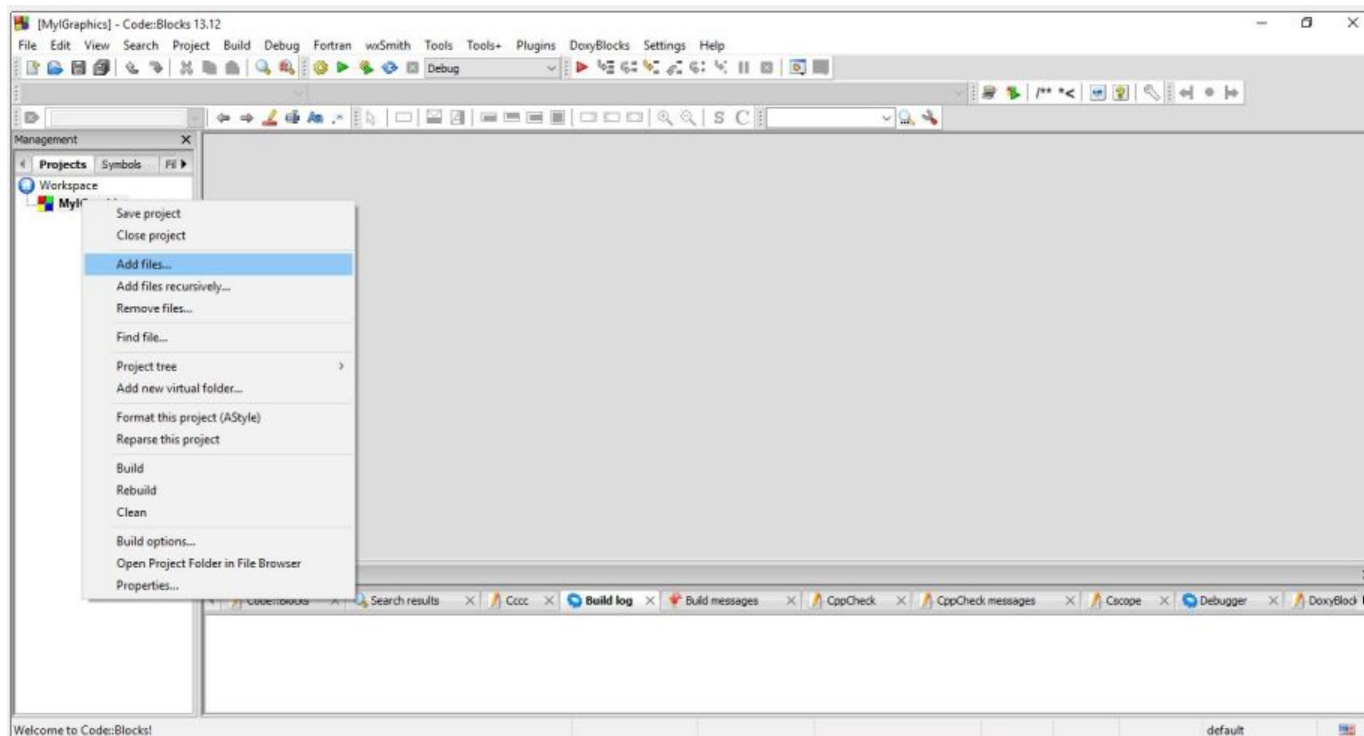 [MyIGraphics] - Code::Blocks 13.12
File Edit View Search Project Build Debug Fortran wxSmith Tools Tools+ Plugins DoxyBlocks Settings Help
Debug
/** *<
S C
Management
Projects Symbols Fil
Workspace
Save project
Close project
Add files...
Add files recursively...
Remove files...
Find file...
Project tree
Add new virtual folder...
Format this project (AStyle)
Reparse this project
Build
Rebuild
Clean
Build options...
Open Project Folder in File Browser
Properties...
Code::Blocks Search results Cccc Build log Build messages CppCheck CppCheck messages Cscope Debugger DoxyBlock
Welcome to Code::Blocks! default